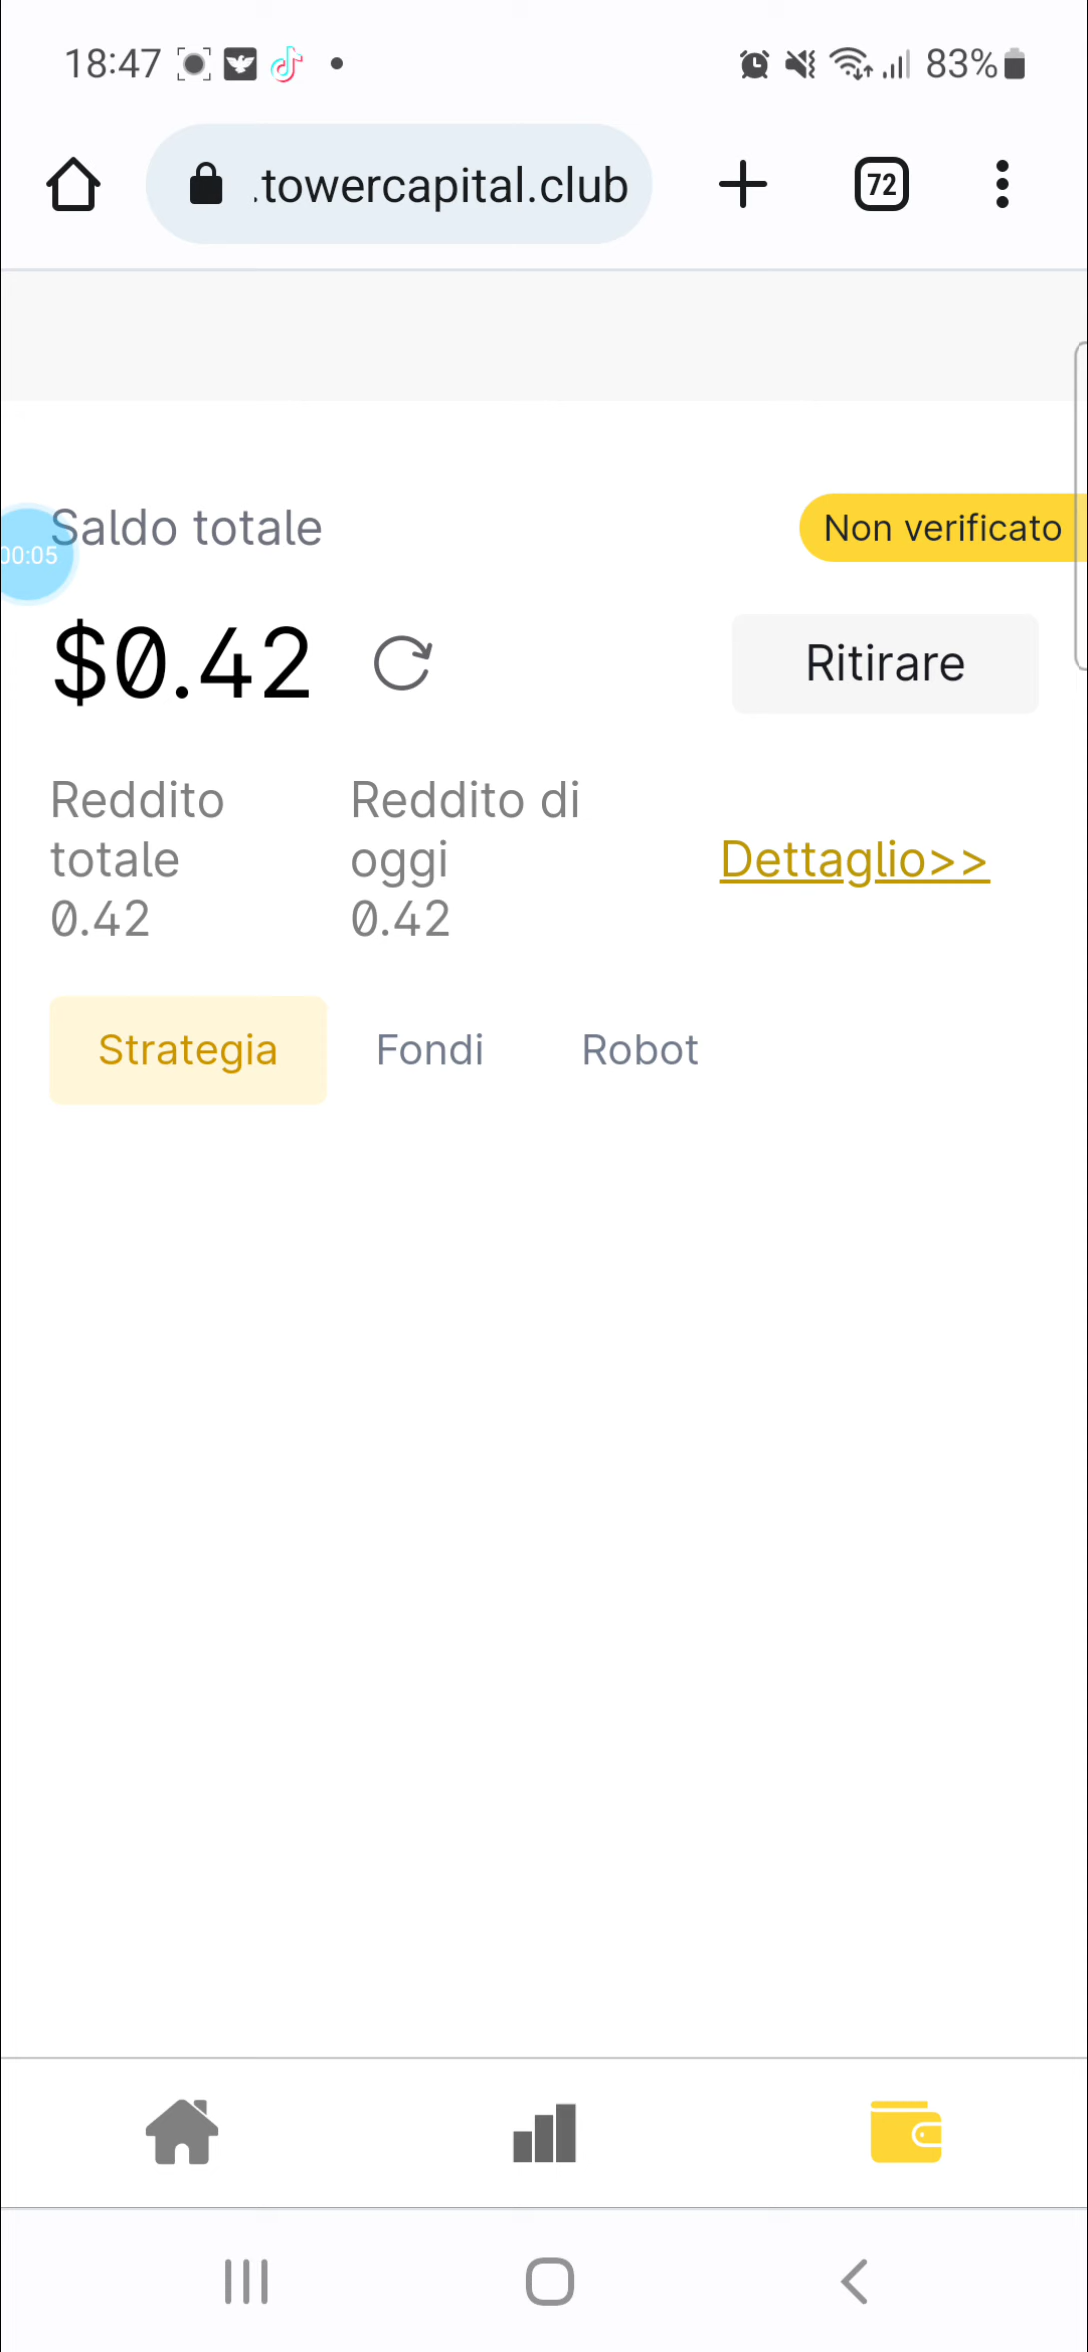 18:47
83%
.towercapital.club
72
Saldo totale
Non verificato
00:05
$0.42
Ritirare
Reddito totale
0.42
Reddito di oggi
0.42
Dettaglio>>
Strategia
Fondi
Robot